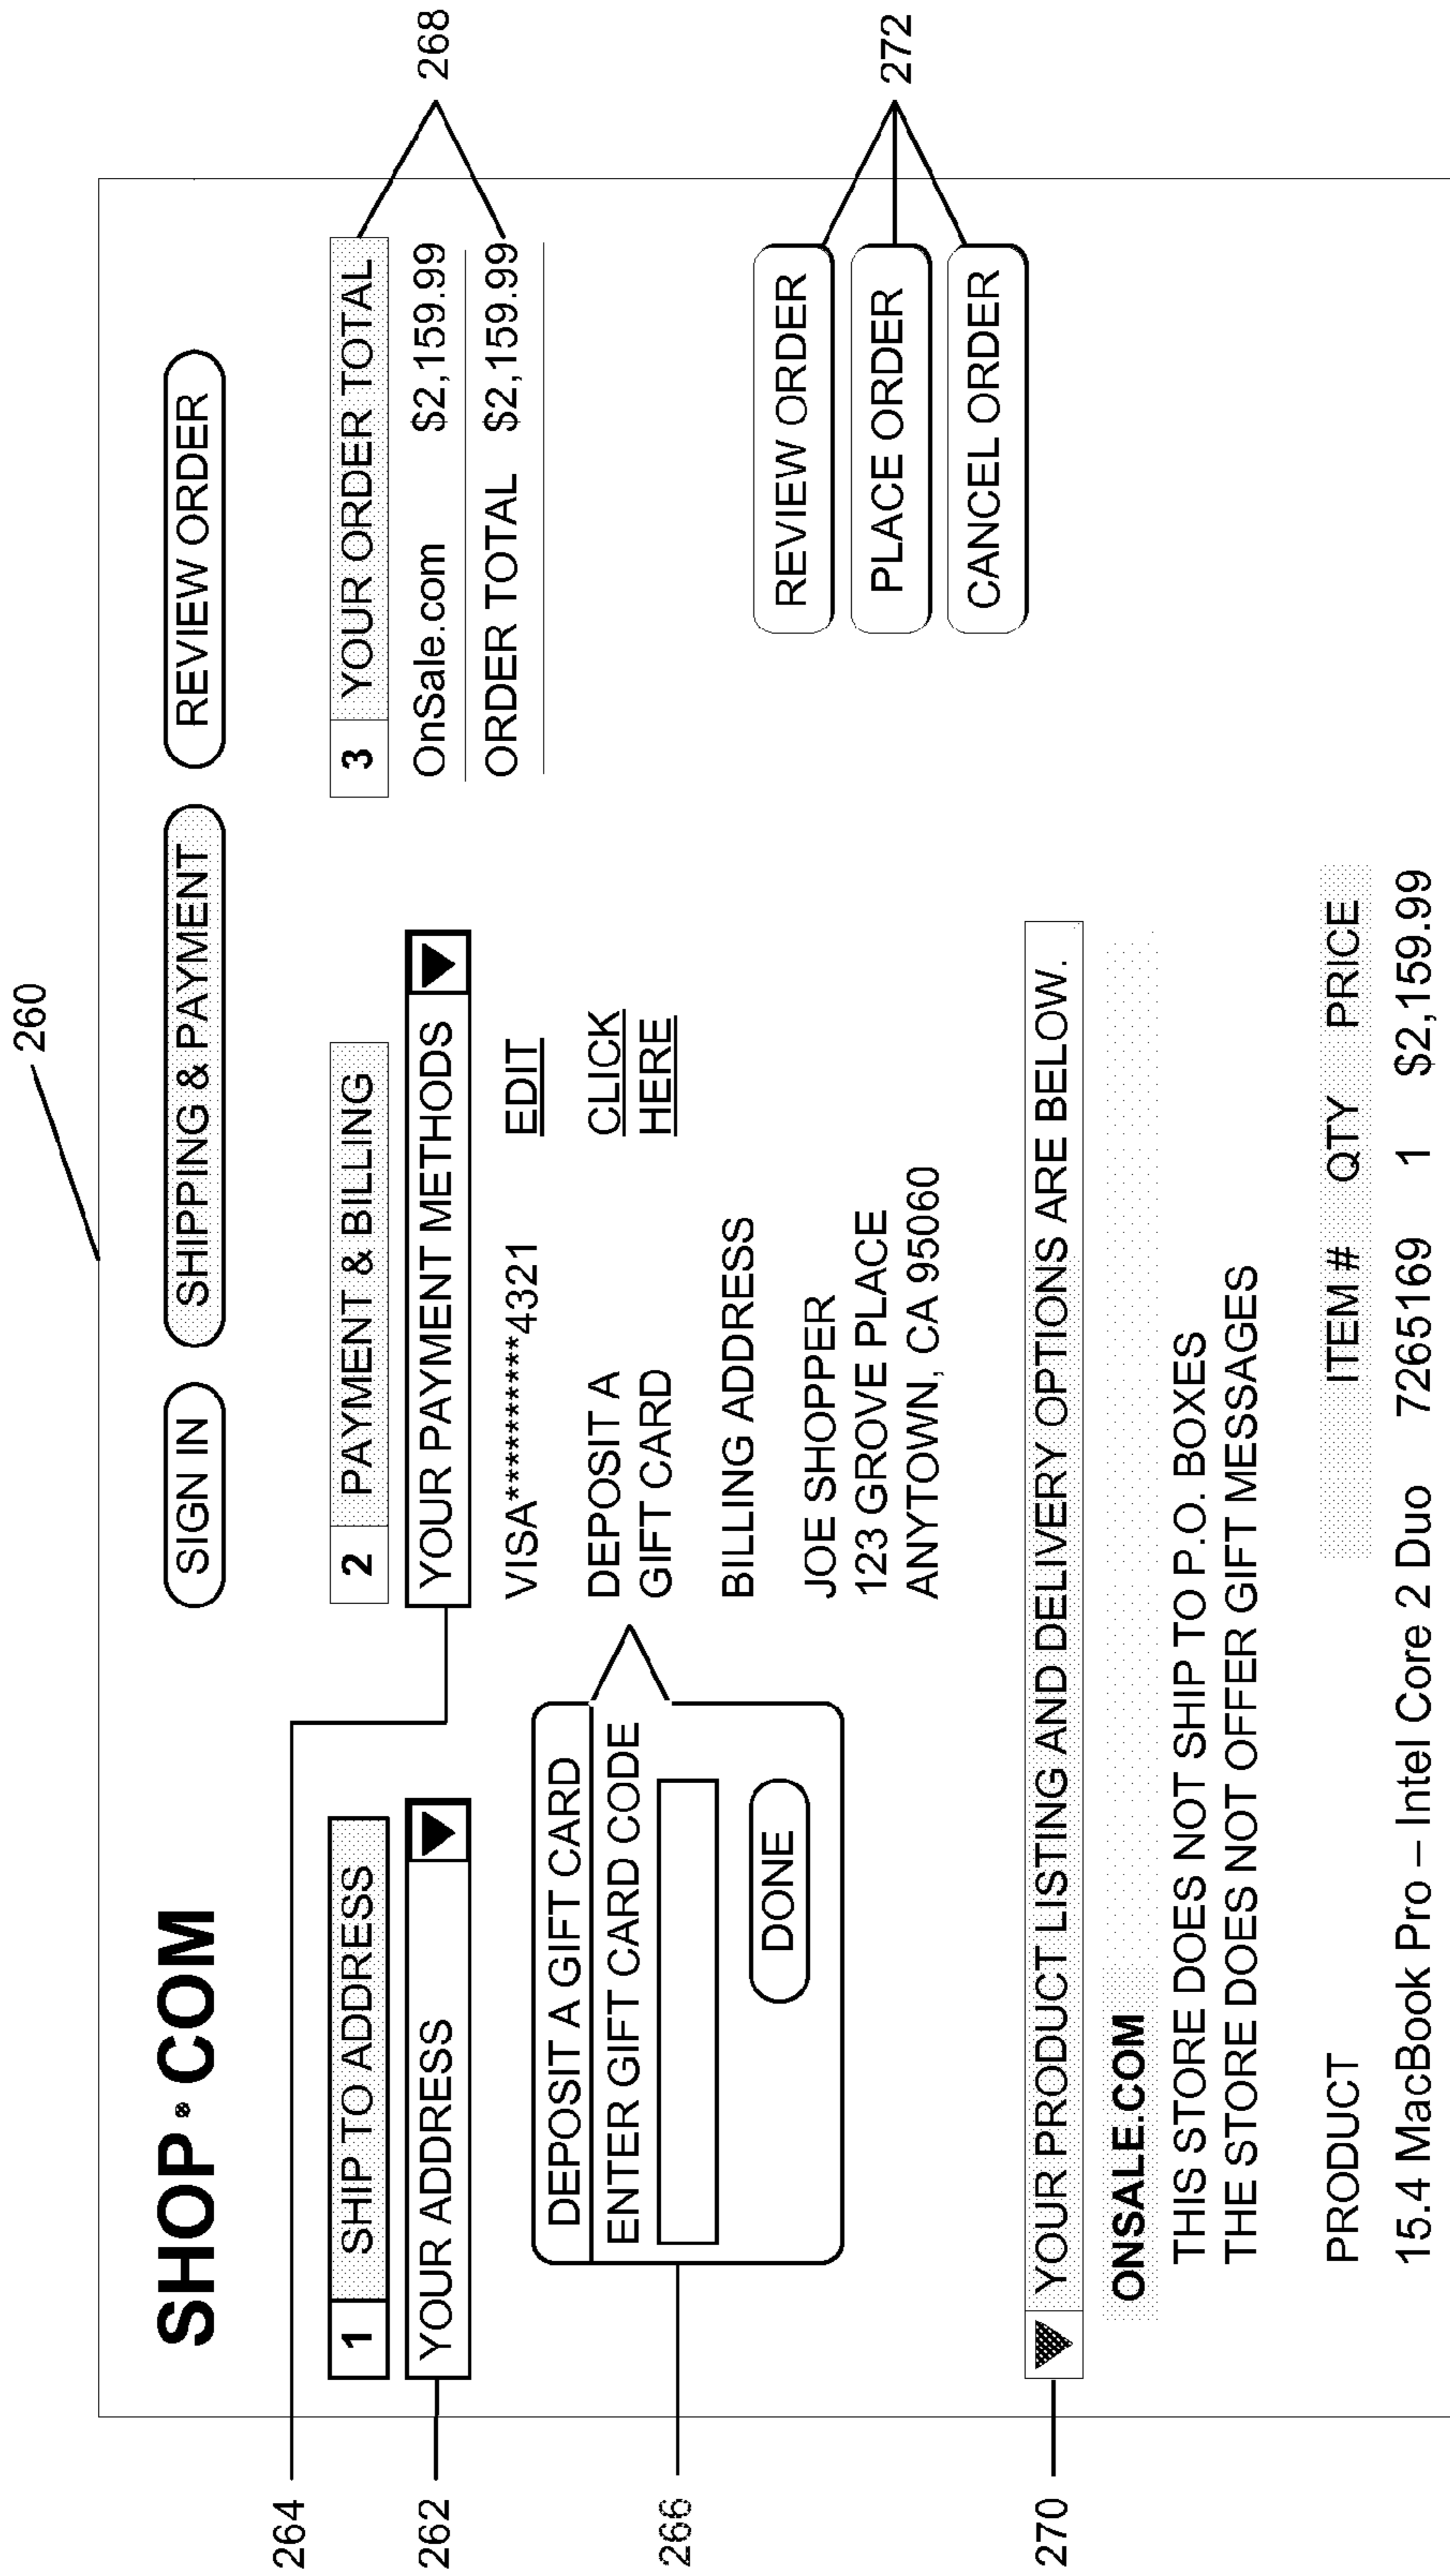 260
SHOP•COM
SIGN IN
SHIPPING & PAYMENT
REVIEW ORDER
264
1 SHIP TO ADDRESS
2 PAYMENT & BILLING
3 YOUR ORDER TOTAL
268
262
YOUR ADDRESS
YOUR PAYMENT METHODS
OnSale.com $2,159.99
VISA***********4321 EDIT
ORDER TOTAL $2,159.99
DEPOSIT A GIFT CARD
ENTER GIFT CARD CODE
266
DONE
DEPOSIT A
GIFT CARD
CLICK
HERE
BILLING ADDRESS
JOE SHOPPER
123 GROVE PLACE
ANYTOWN, CA 95060
REVIEW ORDER
PLACE ORDER
CANCEL ORDER
272
270
YOUR PRODUCT LISTING AND DELIVERY OPTIONS ARE BELOW.
ONSALE.COM
THIS STORE DOES NOT SHIP TO P.O. BOXES
THE STORE DOES NOT OFFER GIFT MESSAGES
PRODUCT ITEM # QTY PRICE
15.4 MacBook Pro – Intel Core 2 Duo 7265169 1 $2,159.99